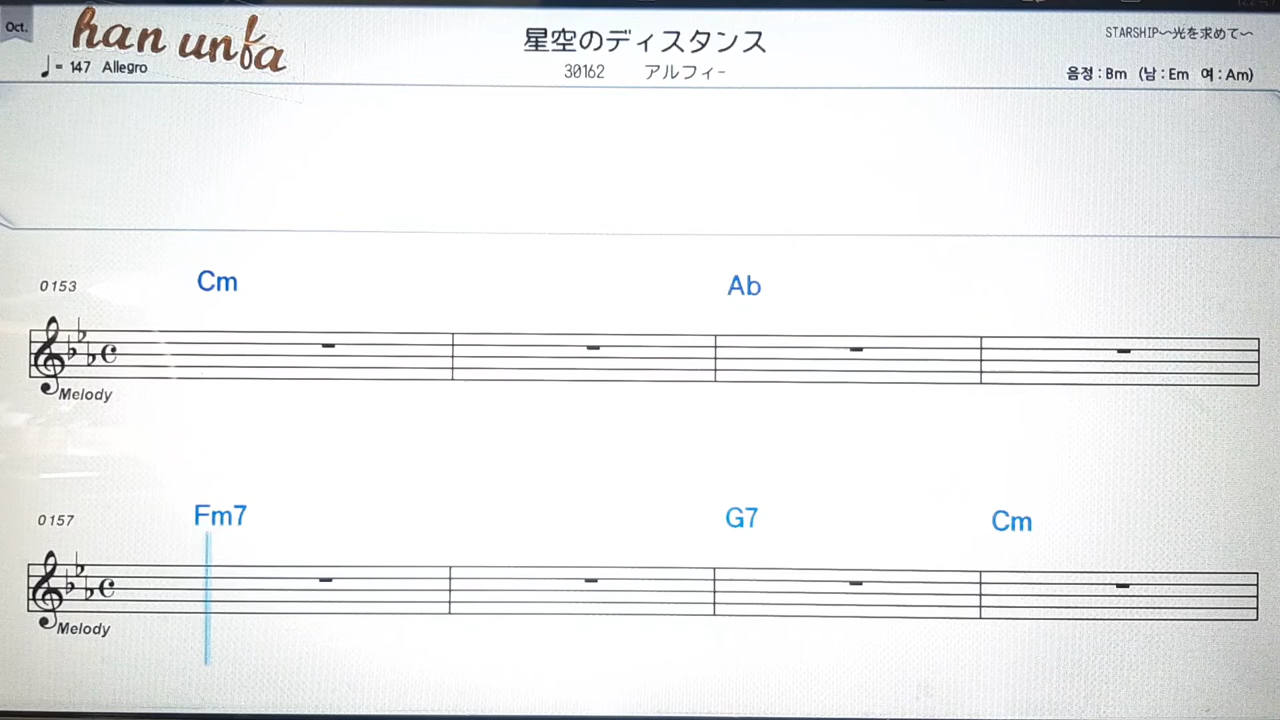 Oct.
han unba
星空のディスタンス
STARSHIP〜光を求めて〜
♩= 147 Allegro
30162 アルフィ-
음정 : Bm (남 : Em 여 : Am)
0153
Cm
Ab
Melody
0157
Fm7
G7
Cm
Melody